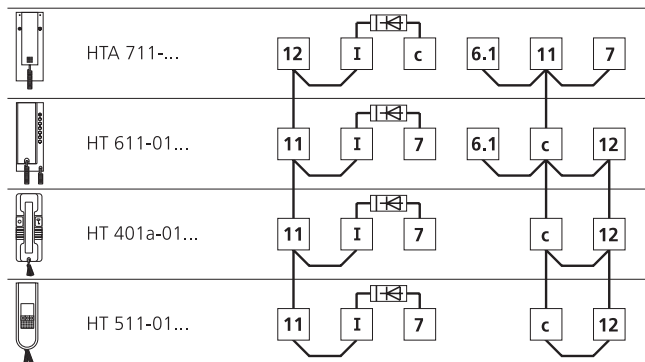 HTA 711-... 12 I c 6.1 11 7
HT 611-01... 11 I 7 6.1 c 12
HT 401a-01... 11 I 7 c 12
HT 511-01... 11 I 7 c 12